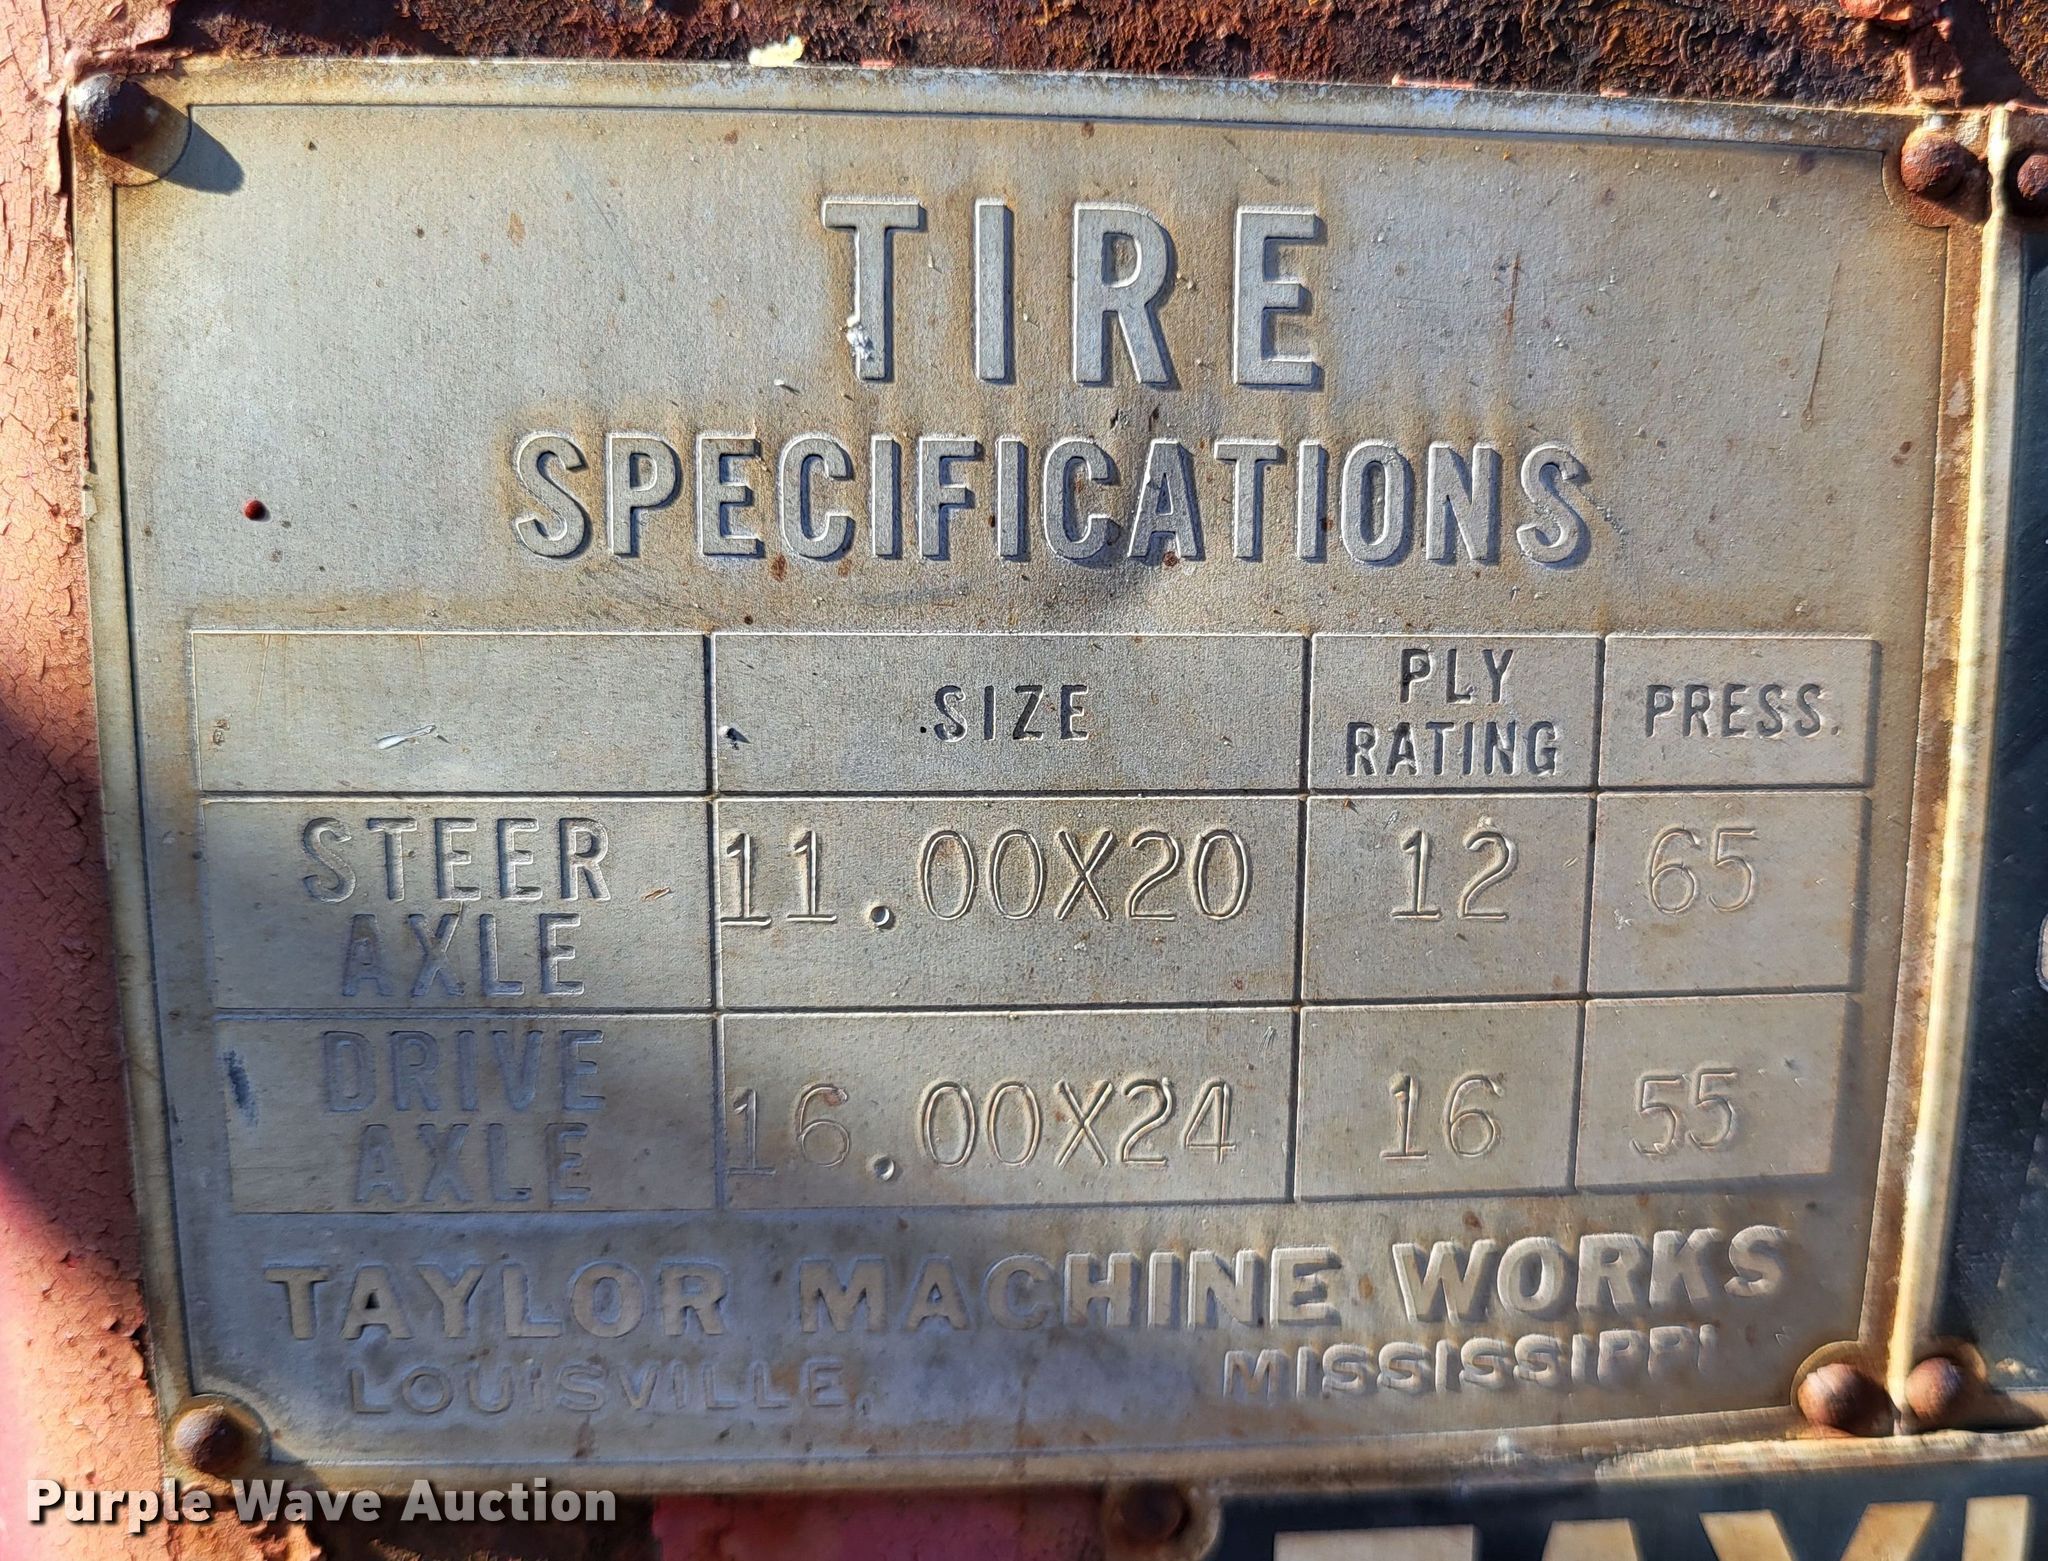 TIRE
SPECIFICATIONS
SIZE PLY RATING PRESS.
STEER AXLE 11.00X20 12 65
DRIVE AXLE 16.00X24 16 55
TAYLOR MACHINE WORKS
LOUISVILLE, MISSISSIPPI
Purple Wave Auction